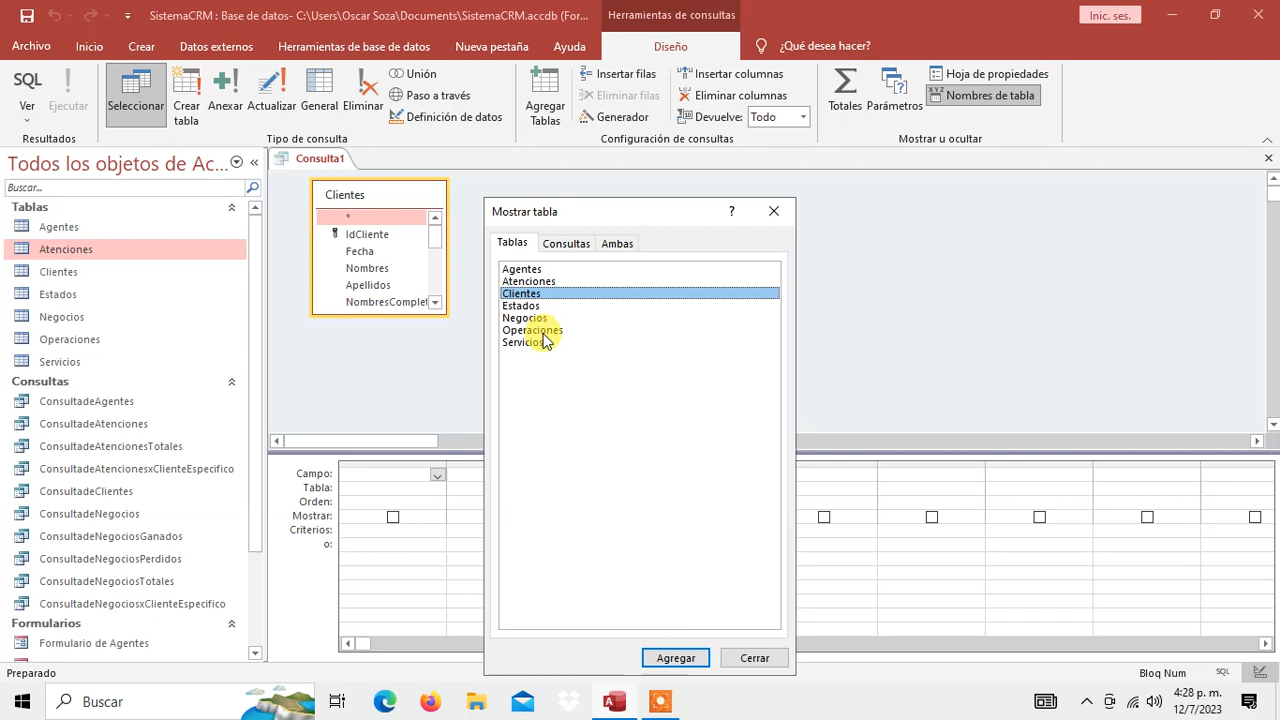 SistemaCRM : Base de datos- C:\Users\Oscar Soza\Documents\SistemaCRM.accdb (For...
Herramientas de consultas
Inic. ses.
Archivo
Inicio
Crear
Datos externos
Herramientas de base de datos
Nueva pestaña
Ayuda
Diseño
¿Qué desea hacer?
SQL
Ver
Ejecutar
Resultados
Seleccionar
Crear tabla
Anexar
Actualizar
General
Eliminar
Unión
Paso a través
Definición de datos
Tipo de consulta
Agregar Tablas
Insertar filas
Eliminar filas
Generador
Insertar columnas
Eliminar columnas
Devuelve: Todo
Configuración de consultas
Totales
Parámetros
Hoja de propiedades
XYZ
Nombres de tabla
Mostrar u ocultar
Todos los objetos de Ac...
Buscar...
Tablas
Agentes
Atenciones
Clientes
Estados
Negocios
Operaciones
Servicios
Consultas
ConsultadeAgentes
ConsultadeAtenciones
ConsultadeAtencionesTotales
ConsultadeAtencionesxClienteEspecifico
ConsultadeClientes
ConsultadeNegocios
ConsultadeNegociosGanados
ConsultadeNegociosPerdidos
ConsultadeNegociosTotales
ConsultadeNegociosxClienteEspecifico
Formularios
Formulario de Agentes
Consulta1
Clientes
*
IdCliente
Fecha
Nombres
Apellidos
NombresComplet
Mostrar tabla
?
Tablas
Consultas
Ambas
Agentes
Atenciones
Clientes
Estados
Negocios
Operaciones
Servicios
Agregar
Cerrar
Campo:
Tabla:
Orden:
Mostrar:
Criterios:
o:
Preparado
Bloq Num
SQL
Buscar
4:28 p. m.
12/7/2023